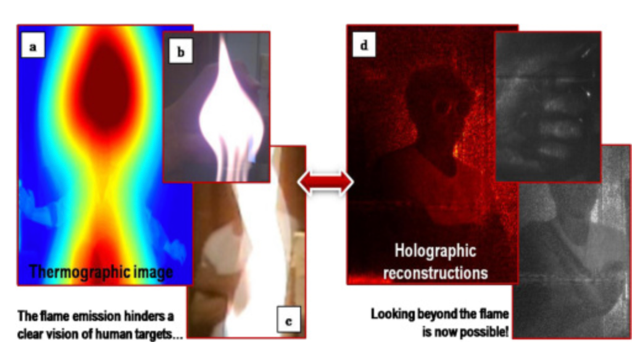 a
b
Thermographic image
c
The flame emission hinders a
clear vision of human targets...
d
Holographic
reconstructions
Looking beyond the flame
is now possible!